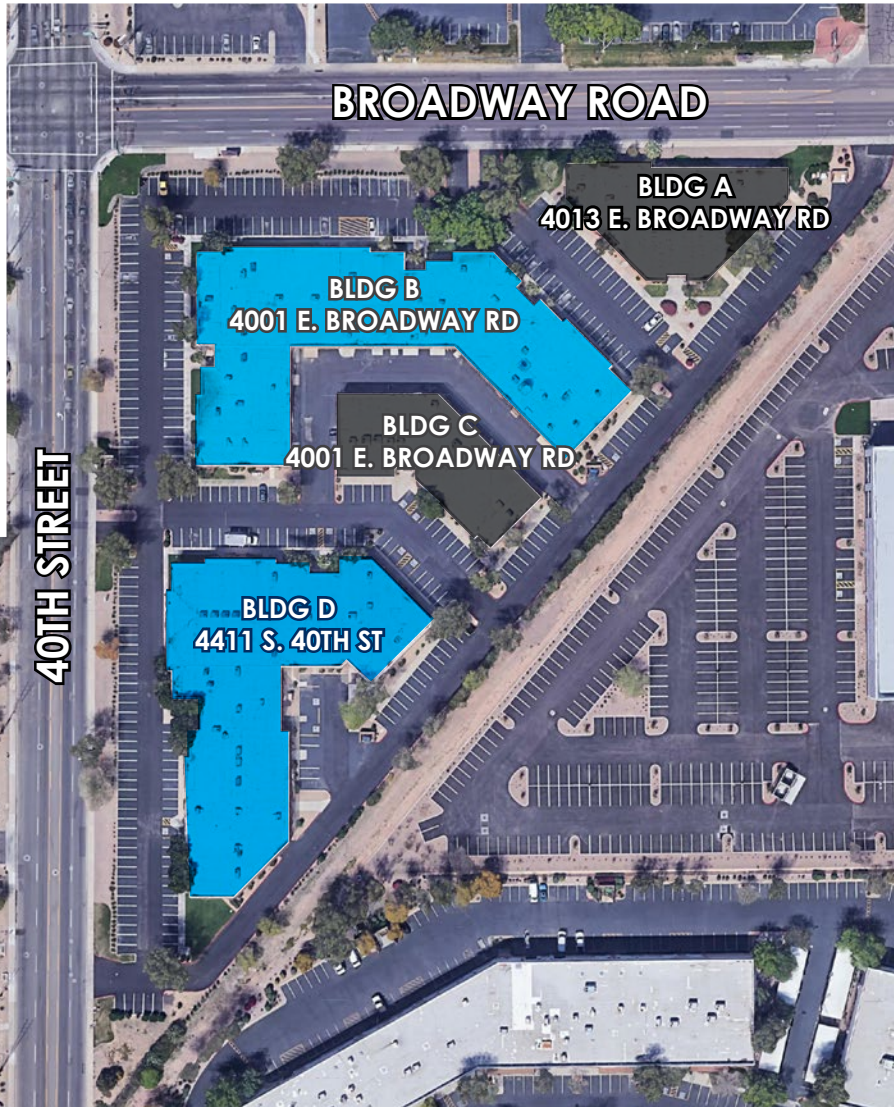 BROADWAY ROAD
BLDG A
4013 E. BROADWAY RD
BLDG B
4001 E. BROADWAY RD
BLDG C
4001 E. BROADWAY RD
40TH STREET
BLDG D
4411 S. 40TH ST